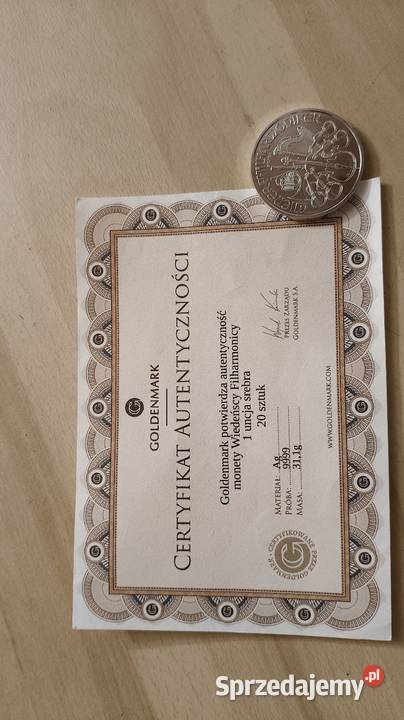 GOLDENMARK
CERTYFIKAT AUTENTYCZNOŚCI
Goldenmark potwierdza autentyczność
monety Wiedeńscy Filharmonicy
1 uncja srebra
20 sztuk
MATERIAŁ: Ag
PRÓBA: 9999
MASA: 31,1g
PREZES ZARZĄDU
GOLDENMARK S.A.
WWW.GOLDENMARK.COM
CERTYFIKOWANE PRZEZ GOLDENMARK
Sprzedajemy.pl